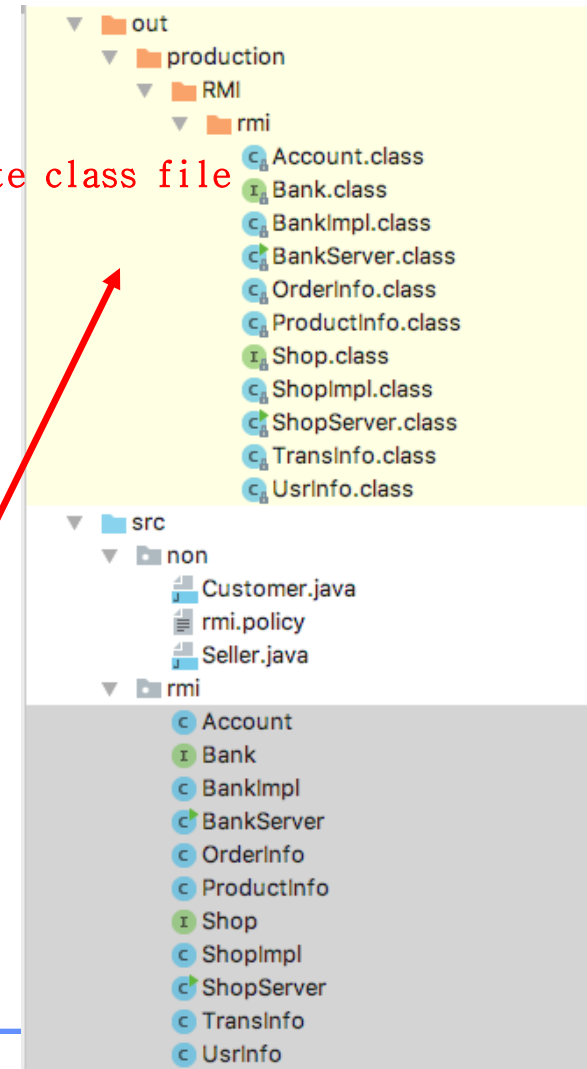 out
production
RMI
rmi
Account.class
te class file
Bank.class
BankImpl.class
BankServer.class
OrderInfo.class
ProductInfo.class
Shop.class
ShopImpl.class
ShopServer.class
TransInfo.class
UsrInfo.class
src
non
Customer.java
rmi.policy
Seller.java
rmi
Account
Bank
BankImpl
BankServer
OrderInfo
ProductInfo
Shop
ShopImpl
ShopServer
TransInfo
UsrInfo